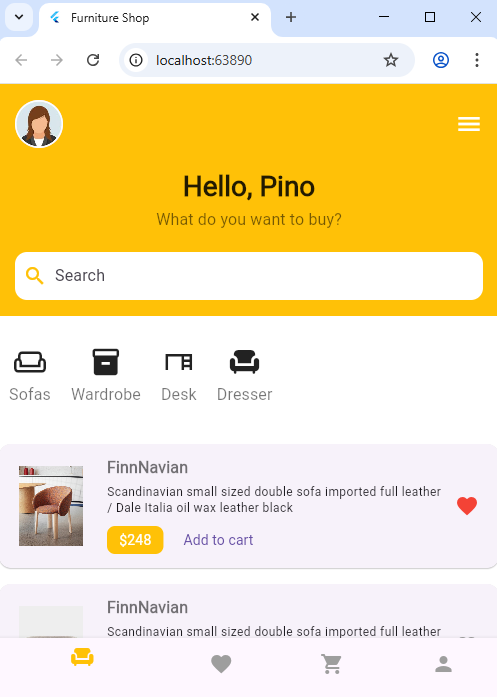 Furniture Shop
localhost:63890
Hello, Pino
What do you want to buy?
Search
Sofas Wardrobe Desk Dresser
FinnNavian
Scandinavian small sized double sofa imported full leather
/ Dale Italia oil wax leather black
$248 Add to cart
FinnNavian
Scandinavian small sized double sofa imported full leather